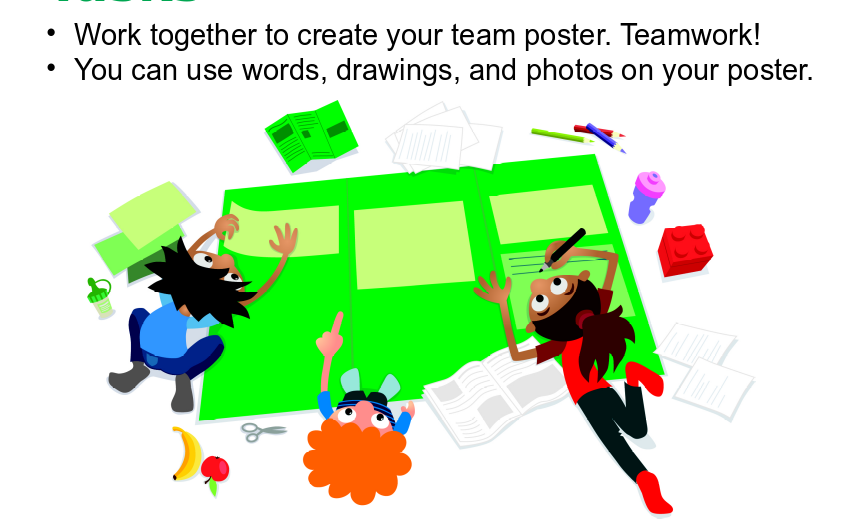 • Work together to create your team poster. Teamwork!
• You can use words, drawings, and photos on your poster.